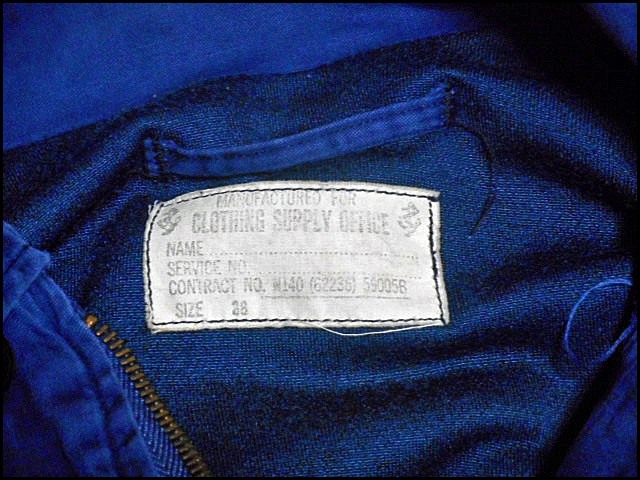 MANUFACTURED FOR
CLOTHING SUPPLY OFFICE
NAME
SERVICE NO.
CONTRACT NO. N140 (62236) 59005B
SIZE 38